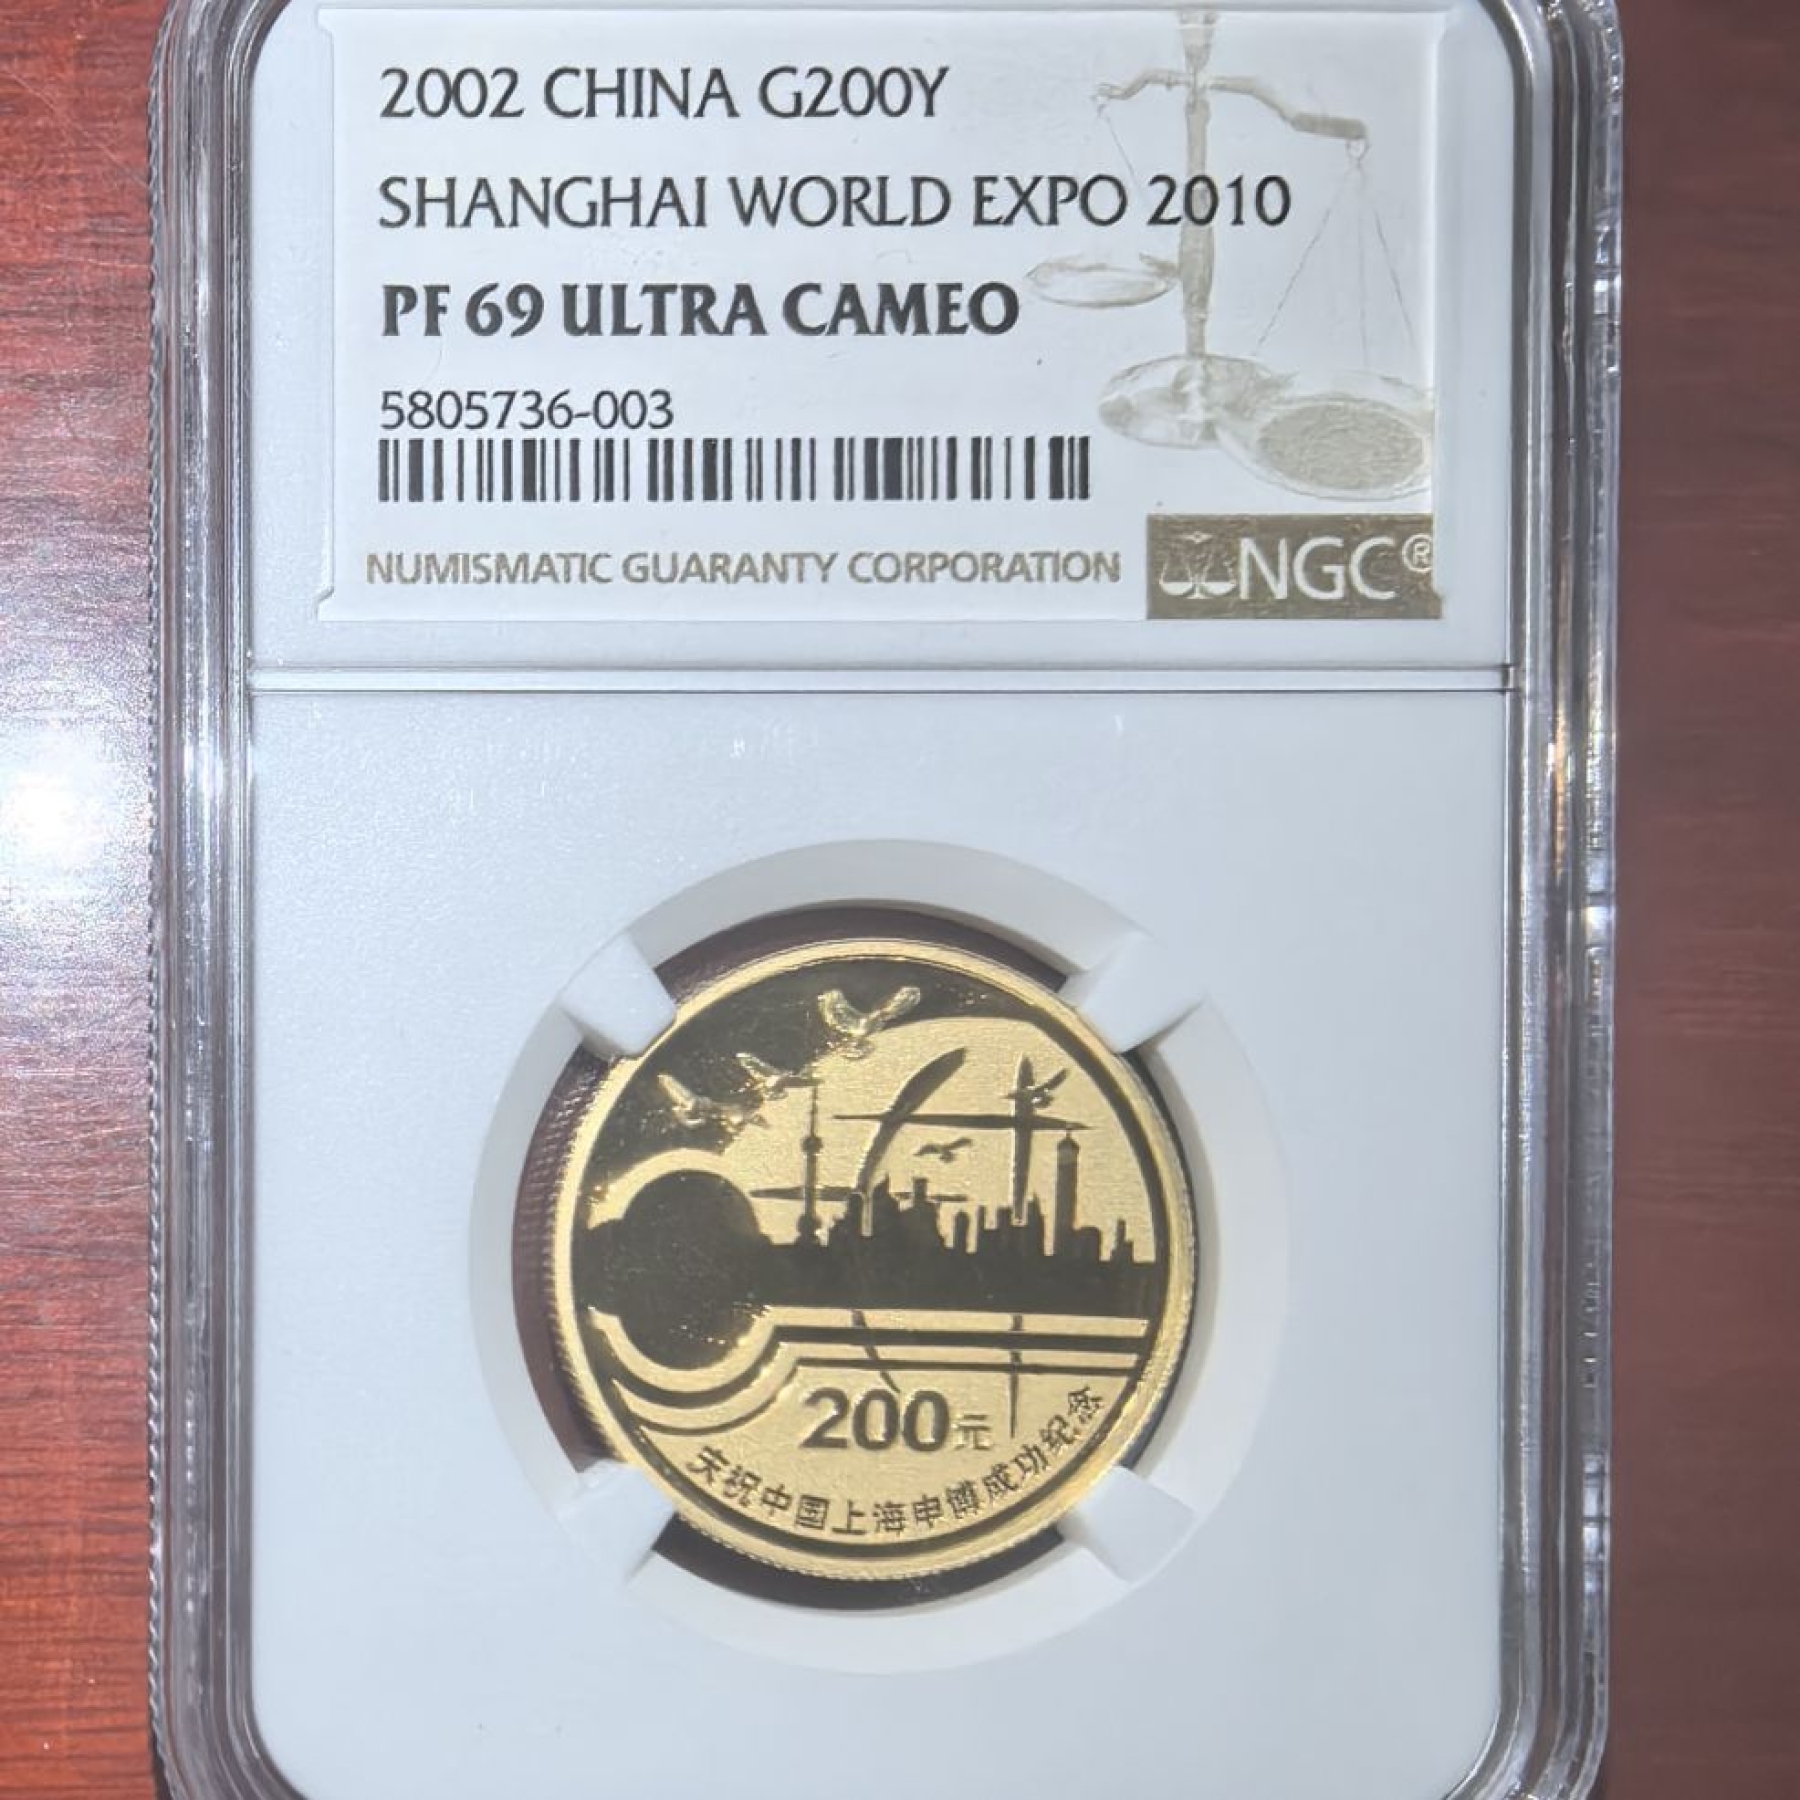 2002 CHINA G200Y
SHANGHAI WORLD EXPO 2010
PF 69 ULTRA CAMEO
5805736-003
NUMISMATIC GUARANTY CORPORATION
NGC®
200元
庆祝中国上海申博成功纪念